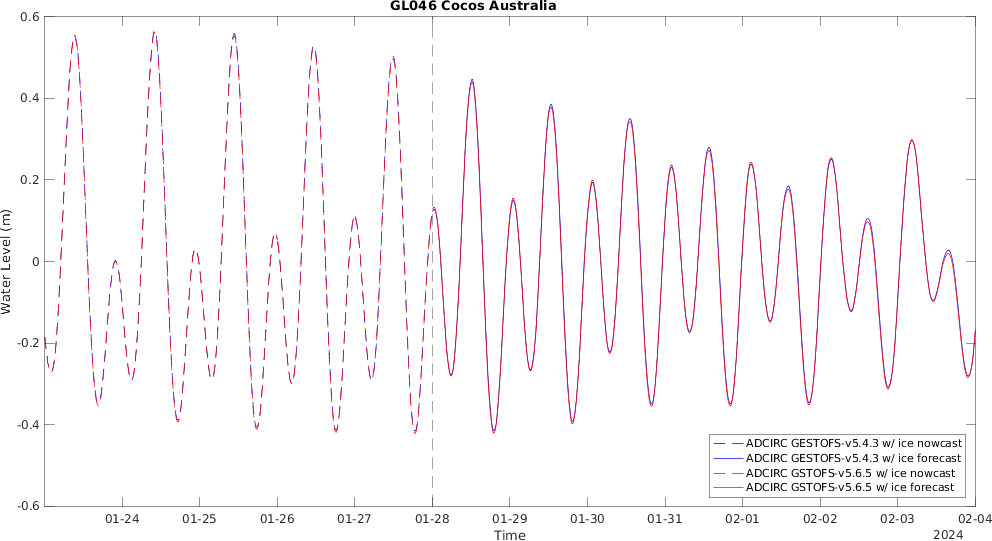 GL046 Cocos Australia
0.6
0.4
0.2
0
-0.2
-0.4
-0.6
Water Level (m)
01-24
01-25
01-26
01-27
01-28
01-29
01-30
01-31
02-01
02-02
02-03
02-04
Time
2024
ADCIRC GESTOFS-v5.4.3 w/ ice nowcast
ADCIRC GESTOFS-v5.4.3 w/ ice forecast
ADCIRC GSTOFS-v5.6.5 w/ ice nowcast
ADCIRC GSTOFS-v5.6.5 w/ ice forecast